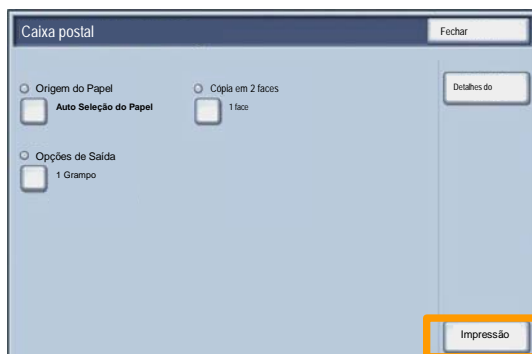 Caixa postal
Fechar
Origem do Papel
Auto Seleção do Papel
Cópia em 2 faces
1 face
Detalhes do
Opções de Saída
1 Grampo
Impressão